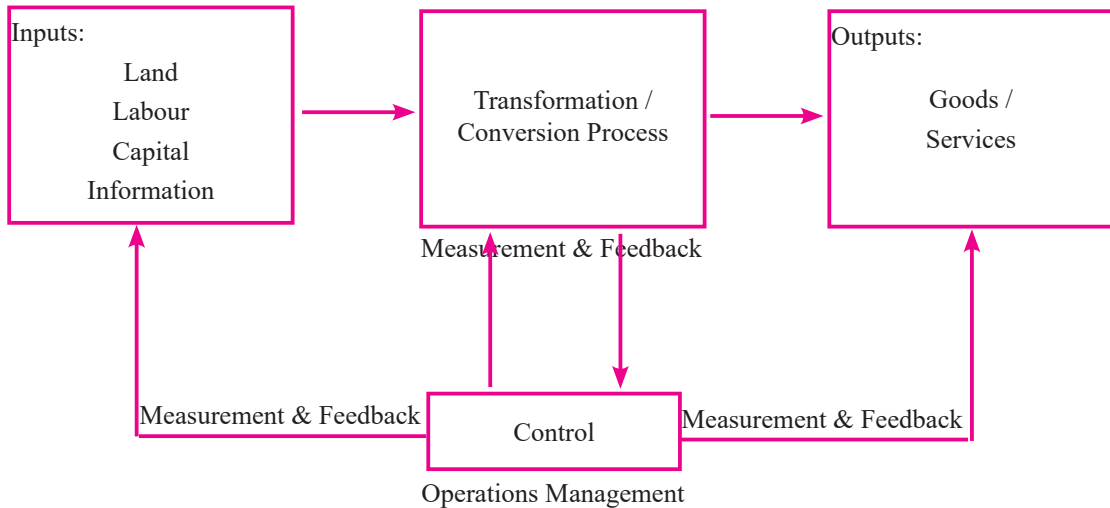 Inputs:
Land
Labour
Capital
Information
Transformation /
Conversion Process
Outputs:
Goods /
Services
Measurement & Feedback
Measurement & Feedback
Control
Measurement & Feedback
Operations Management